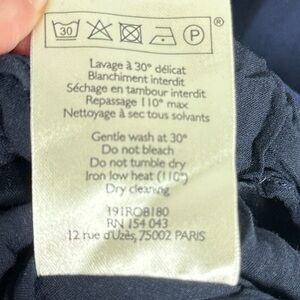 30 P ®
Lavage à 30° délicat
Blanchiment interdit
Séchage en tambour interdit
Repassage 110° max
Nettoyage à sec tous solvants
Gentle wash at 30°
Do not bleach
Do not tumble dry
Iron low heat (110°)
Dry cleaning
191ROB180
RN 154 043
12 rue d'Uzès, 75002 PARIS